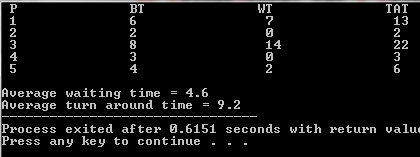 P BT WT TAT
1 6 7 13
2 2 0 2
3 8 14 22
4 3 0 3
5 4 2 6
Average waiting time = 4.6
Average turn around time = 9.2
--------------------------------
Process exited after 0.6151 seconds with return valu
Press any key to continue . . .